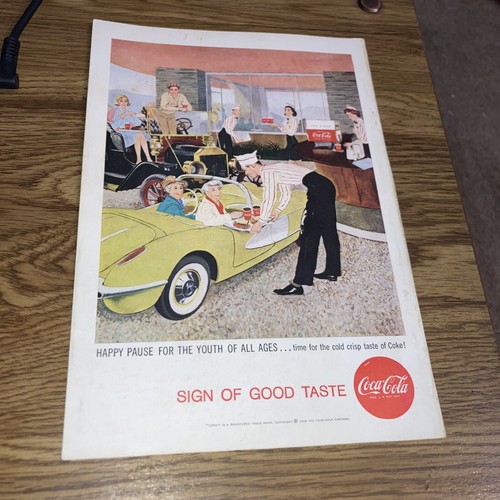 HAPPY PAUSE FOR THE YOUTH OF ALL AGES...time for the cold crisp taste of Coke!
SIGN OF GOOD TASTE
Coca-Cola